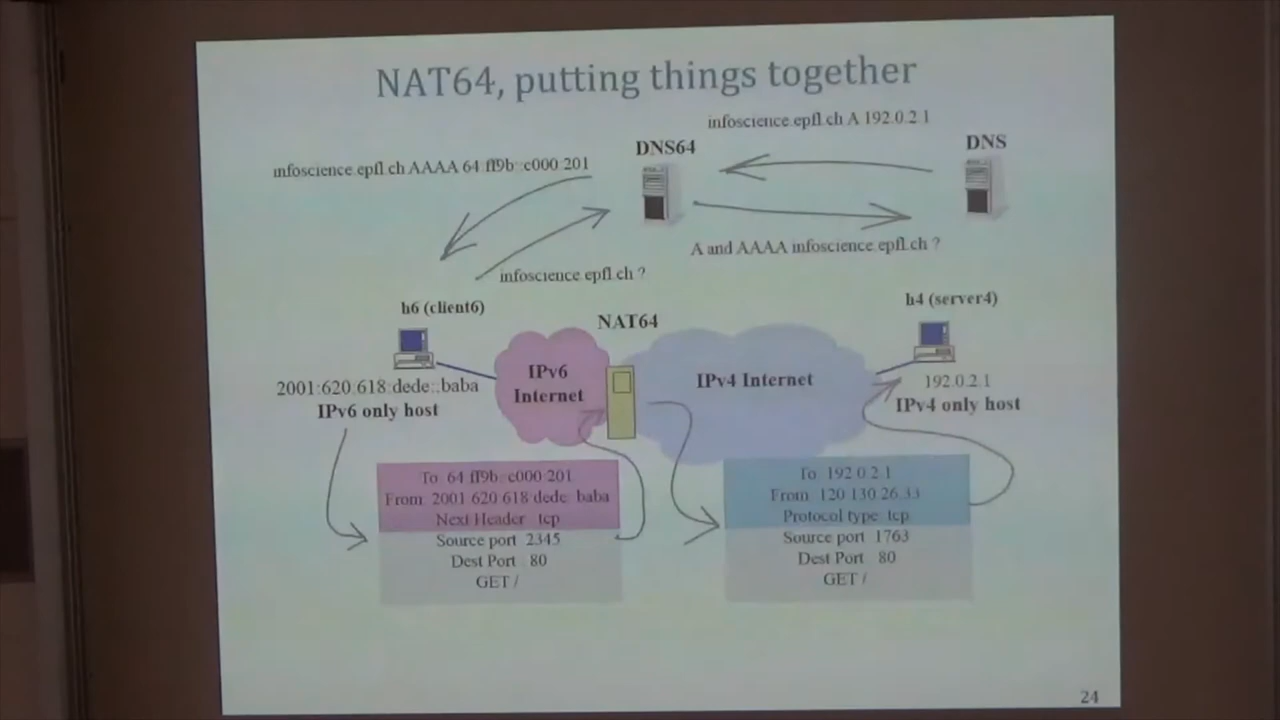 NAT64, putting things together
infoscience.epfl.ch A 192.0.2.1
DNS64
DNS
infoscience.epfl.ch AAAA 64:ff9b::c000:201
A and AAAA infoscience.epfl.ch ?
infoscience.epfl.ch ?
h6 (client6)
h4 (server4)
NAT64
IPv6
Internet
IPv4 Internet
2001:620:618:dede::baba
IPv6 only host
192.0.2.1
IPv4 only host
To: 64:ff9b::c000:201
From: 2001:620:618:dede::baba
Next Header : tcp
Source port 2345
Dest Port : 80
GET /
To: 192.0.2.1
From: 120.130.26.33
Protocol type: tcp
Source port 1763
Dest Port : 80
GET /
24